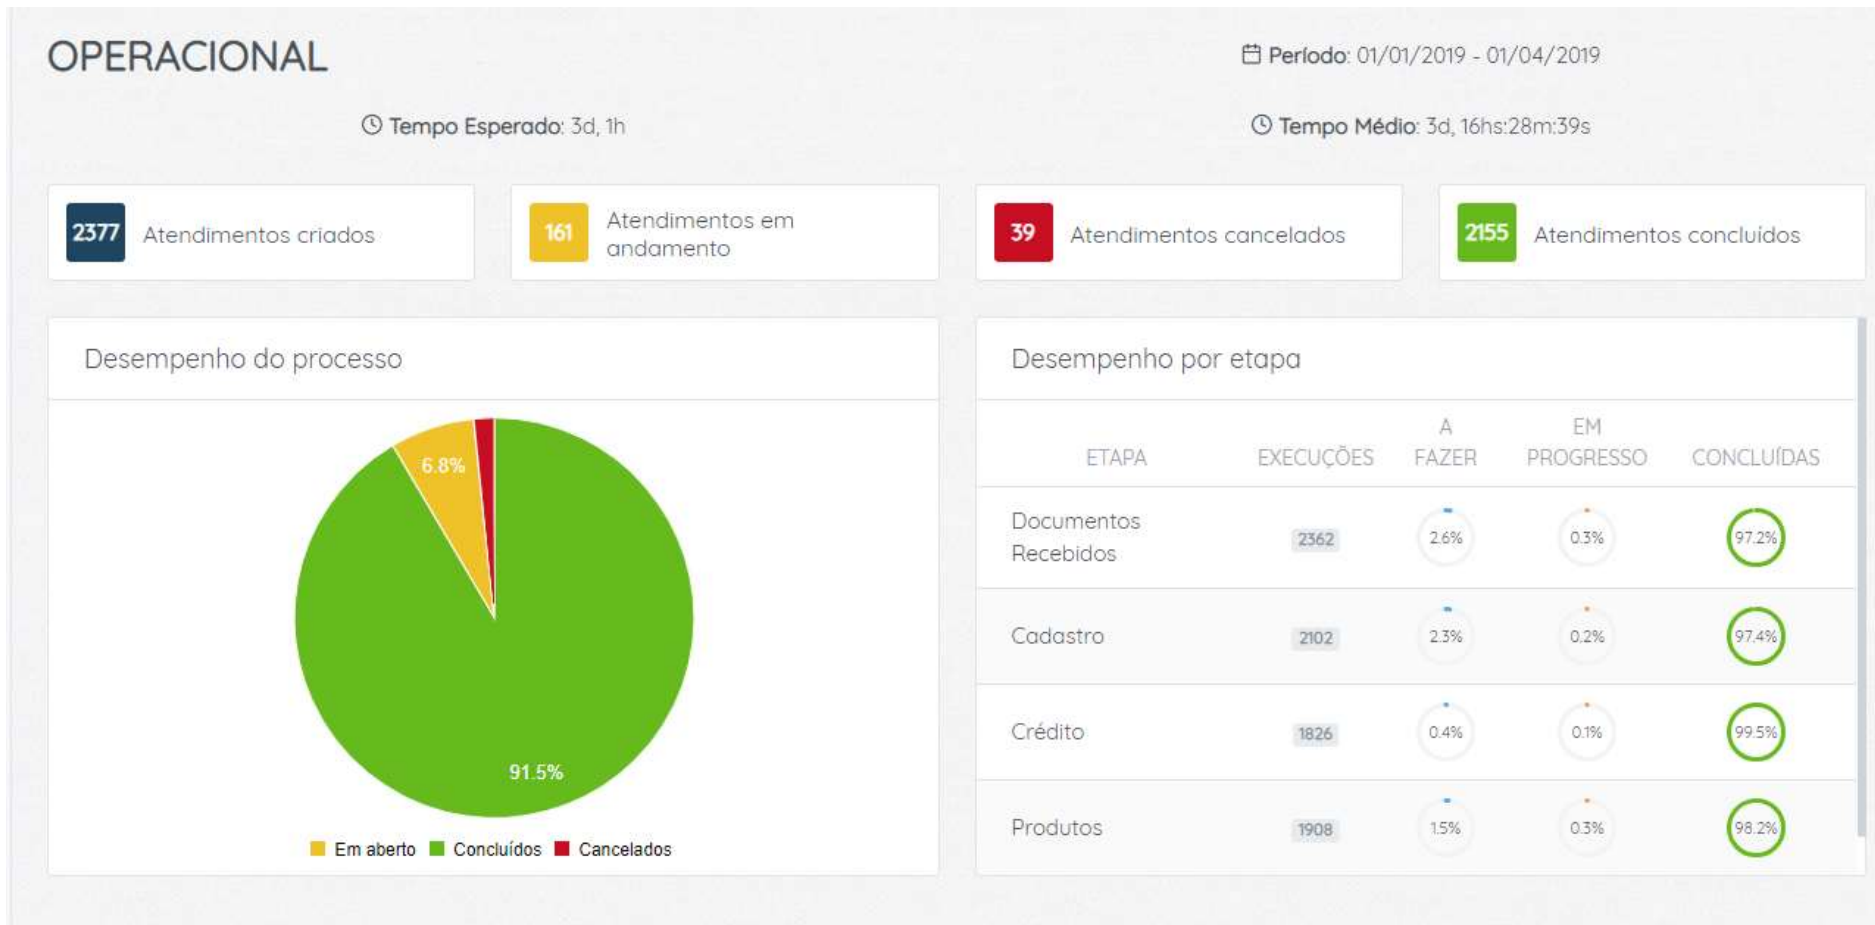 OPERACIONAL
Período: 01/01/2019 - 01/04/2019
Tempo Esperado: 3d, 1h
Tempo Médio: 3d, 16hs:28m:39s
2377 Atendimentos criados
161 Atendimentos em
andamento
39 Atendimentos cancelados
2155 Atendimentos concluídos
Desempenho do processo
6.8%
91.5%
Em aberto Concluídos Cancelados
Desempenho por etapa
A EM
ETAPA EXECUÇÕES FAZER PROGRESSO CONCLUÍDAS
Documentos
Recebidos 2362 2.6% 0.3% 97.2%
Cadastro 2102 2.3% 0.2% 97.4%
Crédito 1826 0.4% 0.1% 99.5%
Produtos 1908 1.5% 0.3% 98.2%